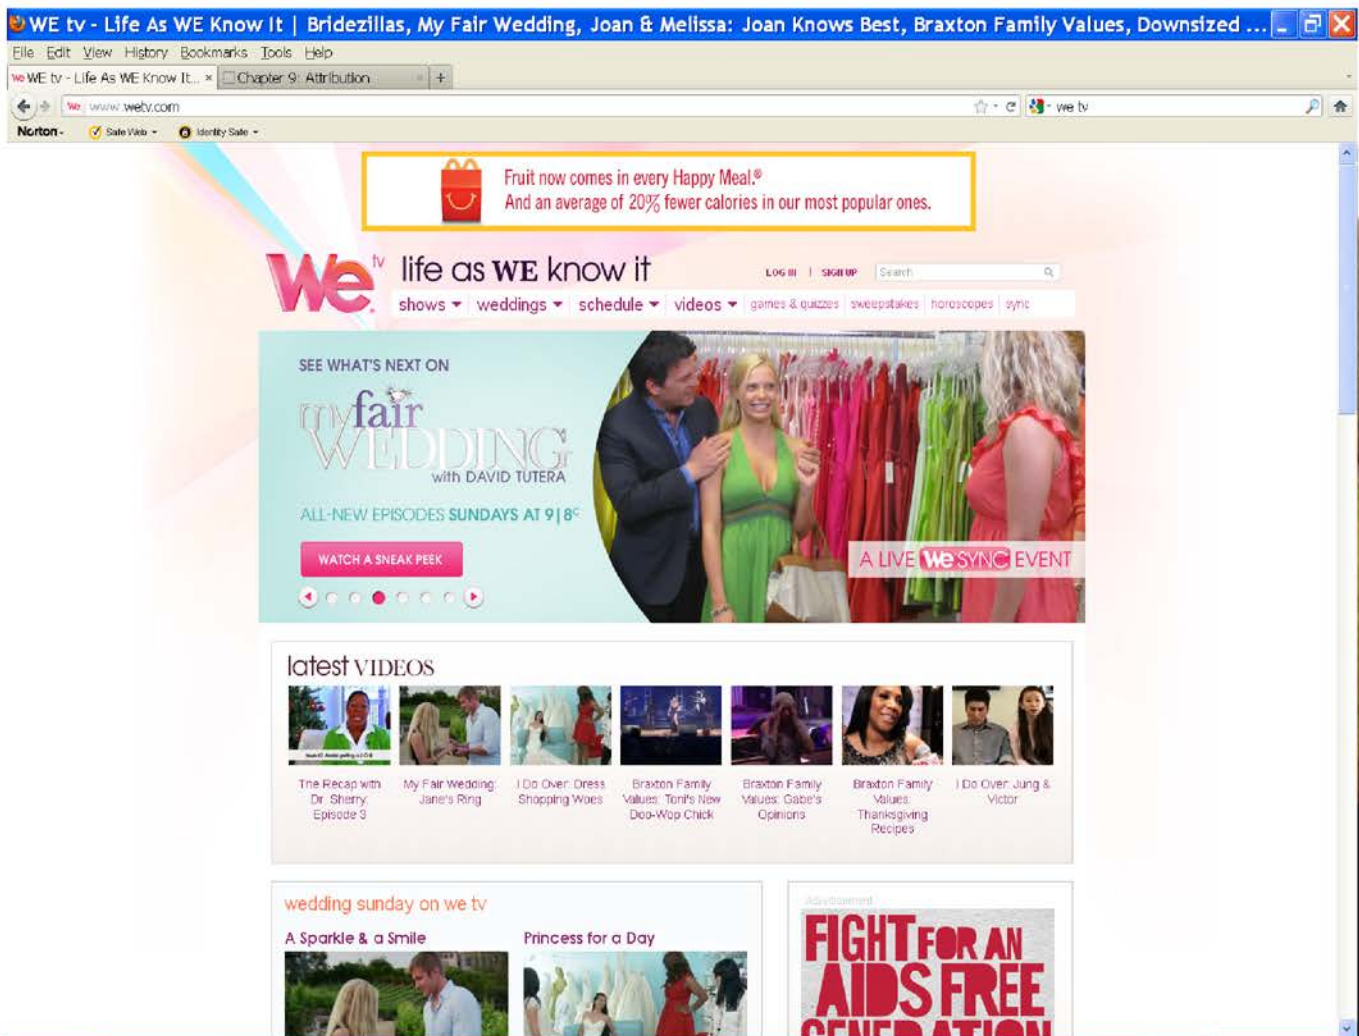 WE tv - Life As WE Know It | Bridezillas, My Fair Wedding, Joan & Melissa: Joan Knows Best, Braxton Family Values, Downsized ...
File Edit View History Bookmarks Tools Help
WE tv - Life As WE Know It... × Chapter 9: Attribution × +
www.wetv.com we tv
Norton - Safe Web - Identity Safe -
Fruit now comes in every Happy Meal.®
And an average of 20% fewer calories in our most popular ones.
We tv life as WE know it
LOG IN | SIGN UP Search
shows weddings schedule videos games & quizzes sweepstakes horoscopes sync
SEE WHAT'S NEXT ON
my fair
WEDDING
with DAVID TUTERA
ALL-NEW EPISODES SUNDAYS AT 9|8c
WATCH A SNEAK PEEK
A LIVE We SYNC EVENT
latest VIDEOS
The Recap with
Dr. Sherry:
Episode 3
My Fair Wedding:
Jane's Ring
I Do Over: Dress
Shopping Woes
Braxton Family
Values: Toni's New
Doo-Wop Chick
Braxton Family
Values: Gabe's
Opinions
Braxton Family
Values:
Thanksgiving
Recipes
I Do Over: Jung &
Victor
wedding sunday on we tv
A Sparkle & a Smile
Princess for a Day
Advertisement
FIGHT FOR AN
AIDS FREE
GENERATION